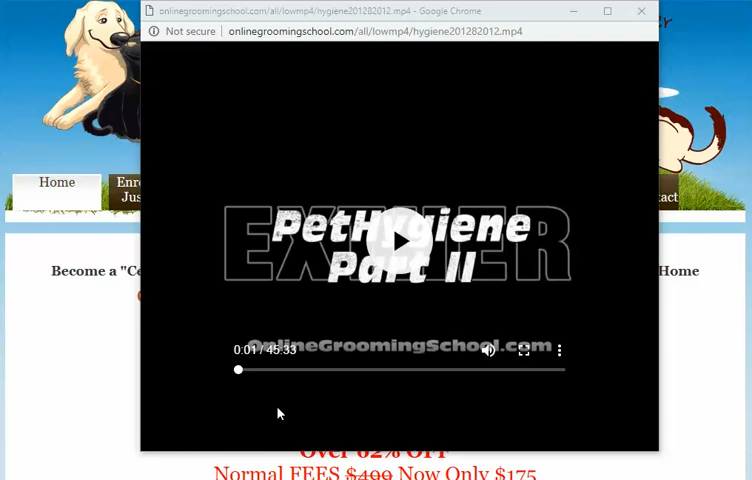 onlinegroomingschool.com/all/lowmp4/hygiene201282012.mp4 - Google Chrome
Not secure | onlinegroomingschool.com/all/lowmp4/hygiene201282012.mp4
Home
Enro
Jus
tact
PetHygiene
Part II
OnlineGroomingSchool.com
0:01 / 45:33
Become a "Ce
Home
Over 62% OFF
Normal FEES $400 Now Only $175